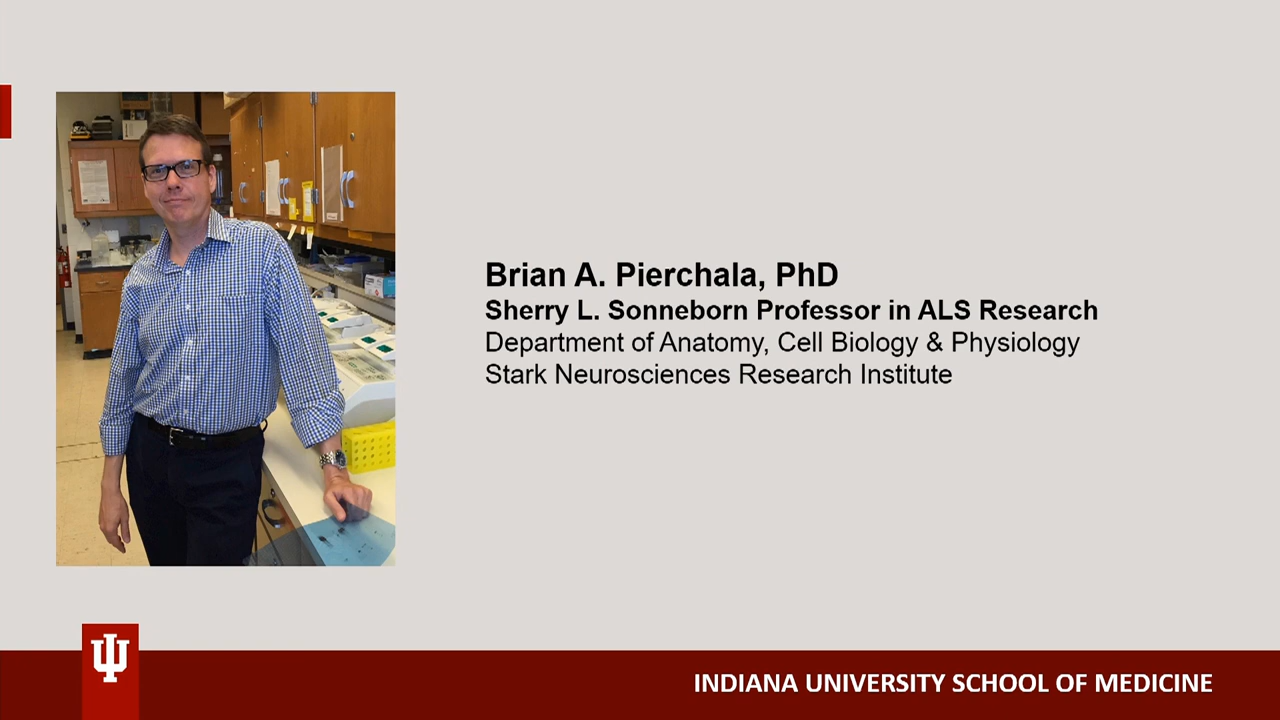 Brian A. Pierchala, PhD
Sherry L. Sonneborn Professor in ALS Research
Department of Anatomy, Cell Biology & Physiology
Stark Neurosciences Research Institute
INDIANA UNIVERSITY SCHOOL OF MEDICINE